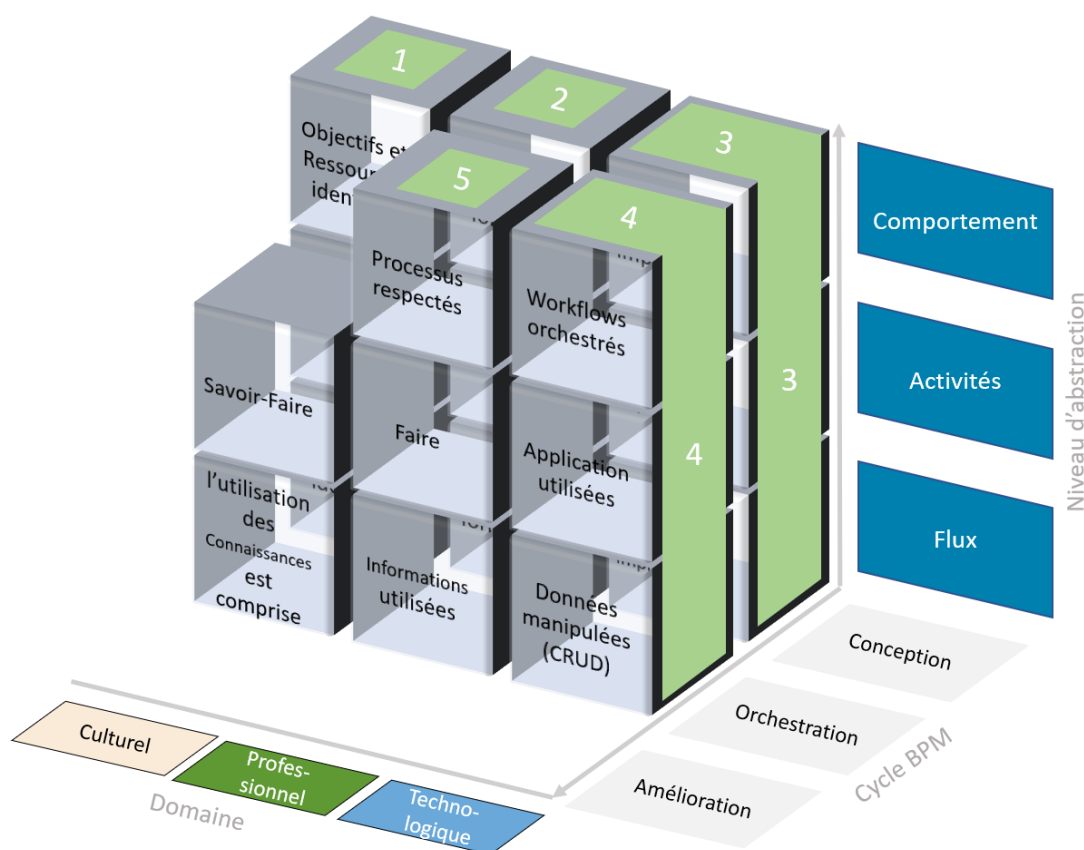 1
2
3
Objectifs et
Ressour
iden
5
4
Processus
respectés
Workflows
orchestrés
Comportement
Savoir-Faire
Faire
Application
utilisées
4
3
Activités
Niveau d'abstraction
l'utilisation des
Connaissances
est
comprise
Informations
utilisées
Données
manipulées
(CRUD)
Flux
Conception
Orchestration
Amélioration
Cycle BPM
Culturel
Profes-
sionnel
Techno-
logique
Domaine